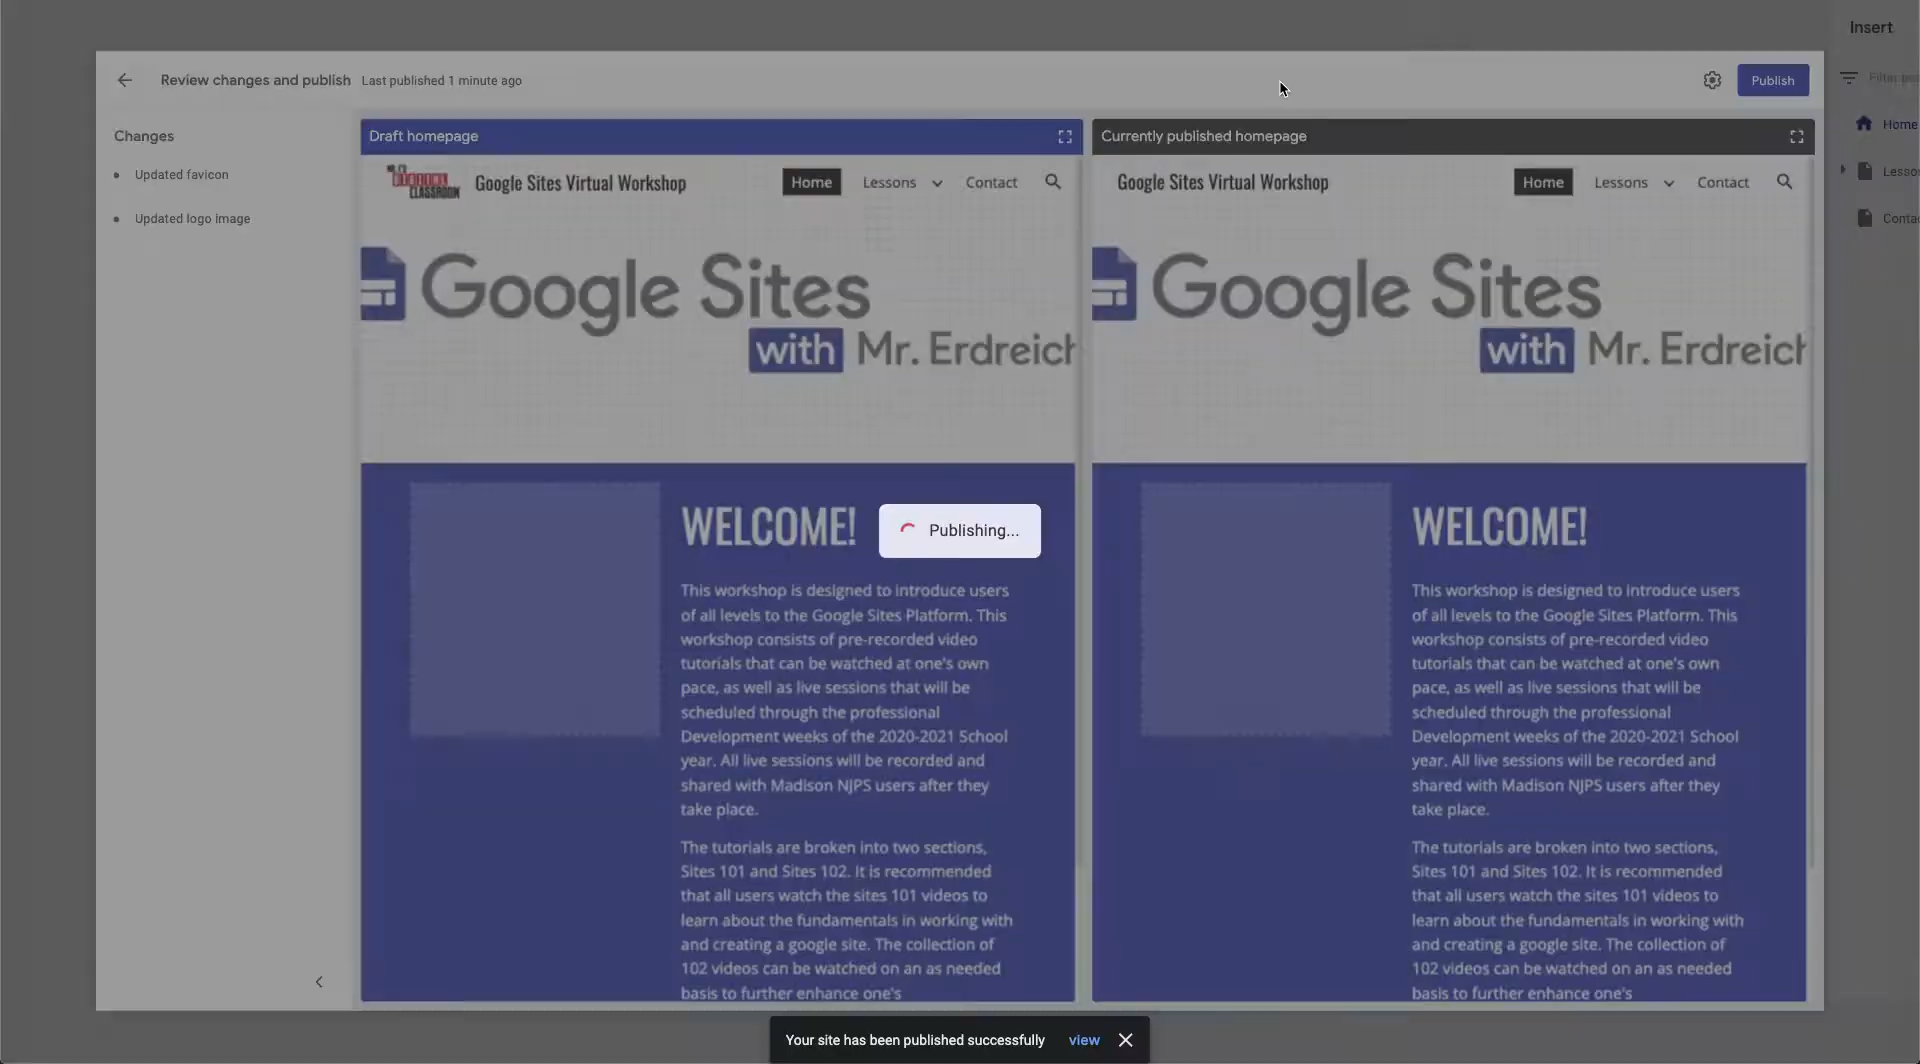 Insert
Review changes and publish Last published 1 minute ago
Publish
Changes
Updated favicon
Updated logo image
Draft homepage
CLASSROOM
Google Sites Virtual Workshop
Home Lessons Contact
Google Sites
with Mr. Erdreich
WELCOME!
This workshop is designed to introduce users
of all levels to the Google Sites Platform. This
workshop consists of pre-recorded video
tutorials that can be watched at one's own
pace, as well as live sessions that will be
scheduled through the professional
Development weeks of the 2020-2021 School
year. All live sessions will be recorded and
shared with Madison NJPS users after they
take place.
The tutorials are broken into two sections,
Sites 101 and Sites 102. It is recommended
that all users watch the sites 101 videos to
learn about the fundamentals in working with
and creating a google site. The collection of
102 videos can be watched on an as needed
basis to further enhance one's
Publishing...
Currently published homepage
Google Sites Virtual Workshop
Home Lessons Contact
Google Sites
with Mr. Erdreich
WELCOME!
This workshop is designed to introduce users
of all levels to the Google Sites Platform. This
workshop consists of pre-recorded video
tutorials that can be watched at one's own
pace, as well as live sessions that will be
scheduled through the professional
Development weeks of the 2020-2021 School
year. All live sessions will be recorded and
shared with Madison NJPS users after they
take place.
The tutorials are broken into two sections,
Sites 101 and Sites 102. It is recommended
that all users watch the sites 101 videos to
learn about the fundamentals in working with
and creating a google site. The collection of
102 videos can be watched on an as needed
basis to further enhance one's
Filter
Home
Lesso
Conta
Your site has been published successfully view